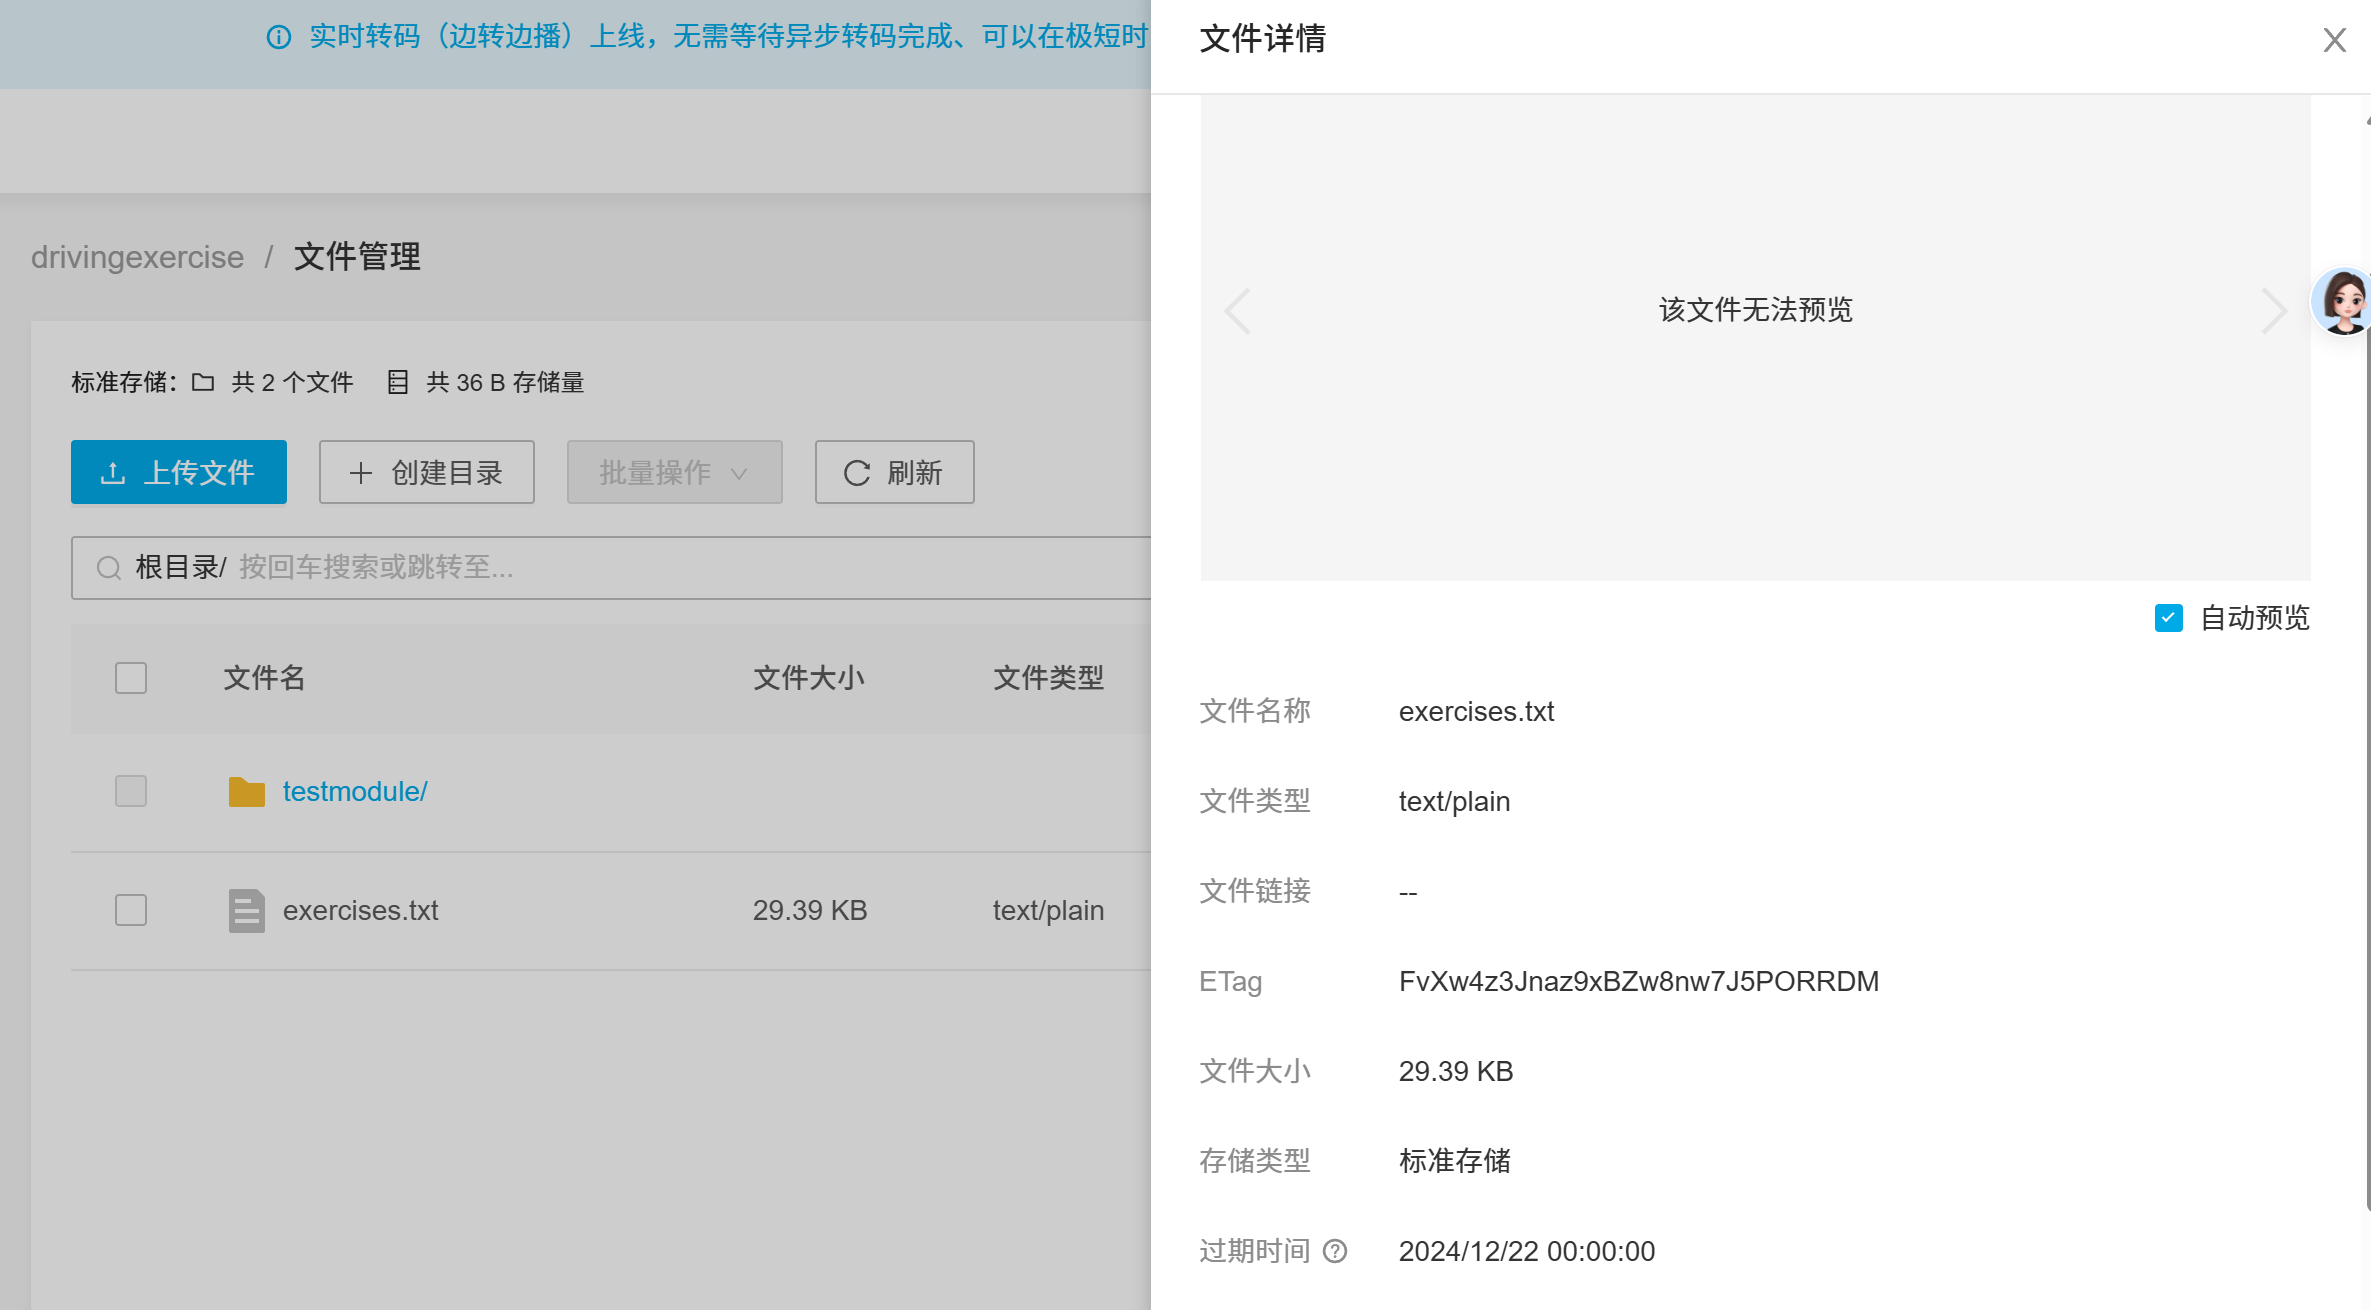 实时转码（边转边播）上线，无需等待异步转码完成、可以在极短时
drivingexercise / 文件管理
标准存储： 共 2 个文件 共 36 B 存储量
上传文件 创建目录 批量操作 刷新
根目录/ 按回车搜索或跳转至...
文件名 文件大小 文件类型
testmodule/
exercises.txt 29.39 KB text/plain
文件详情
该文件无法预览
自动预览
文件名称 exercises.txt
文件类型 text/plain
文件链接 --
ETag FvXw4z3Jnaz9xBZw8nw7J5PORRDM
文件大小 29.39 KB
存储类型 标准存储
过期时间 2024/12/22 00:00:00